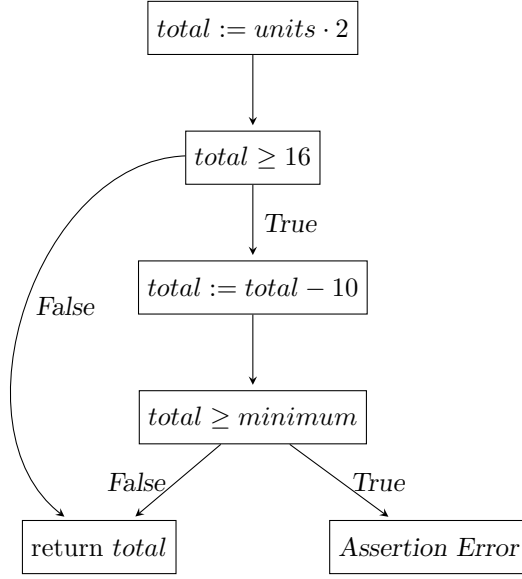 total := units · 2
total ≥ 16
True
total := total − 10
False
total ≥ minimum
False
True
return total
Assertion Error